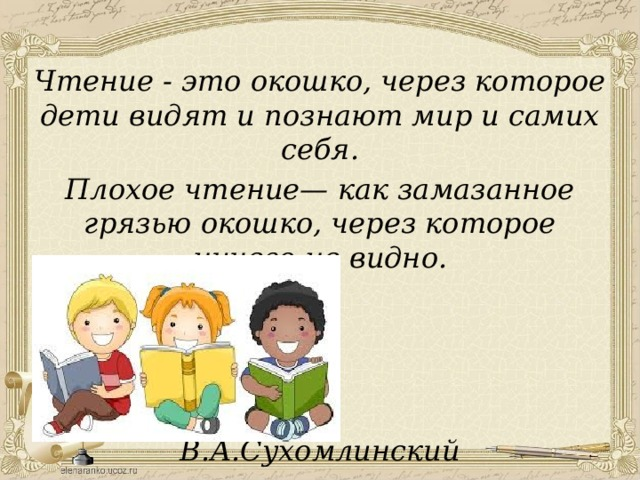 Чтение - это окошко, через которое
дети видят и познают мир и самих
себя.
Плохое чтение— как замазанное
грязью окошко, через которое
видно.
В.А.Сухомлинский
elenaranko.ucoz.ru